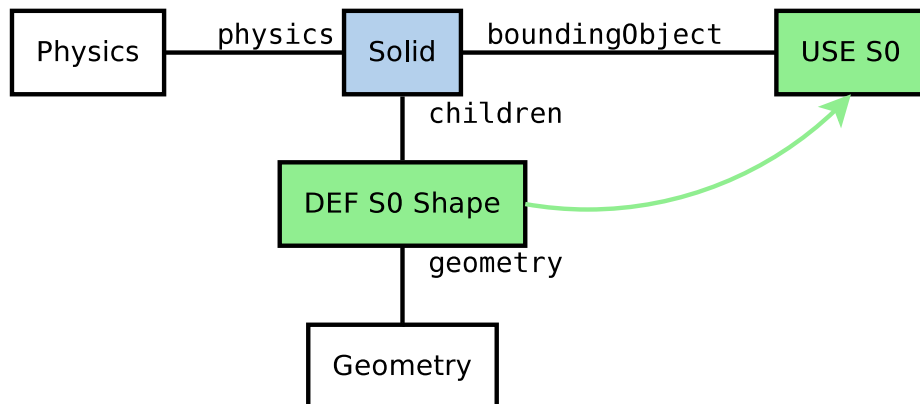 Physics
physics
Solid
boundingObject
USE S0
children
DEF S0 Shape
geometry
Geometry